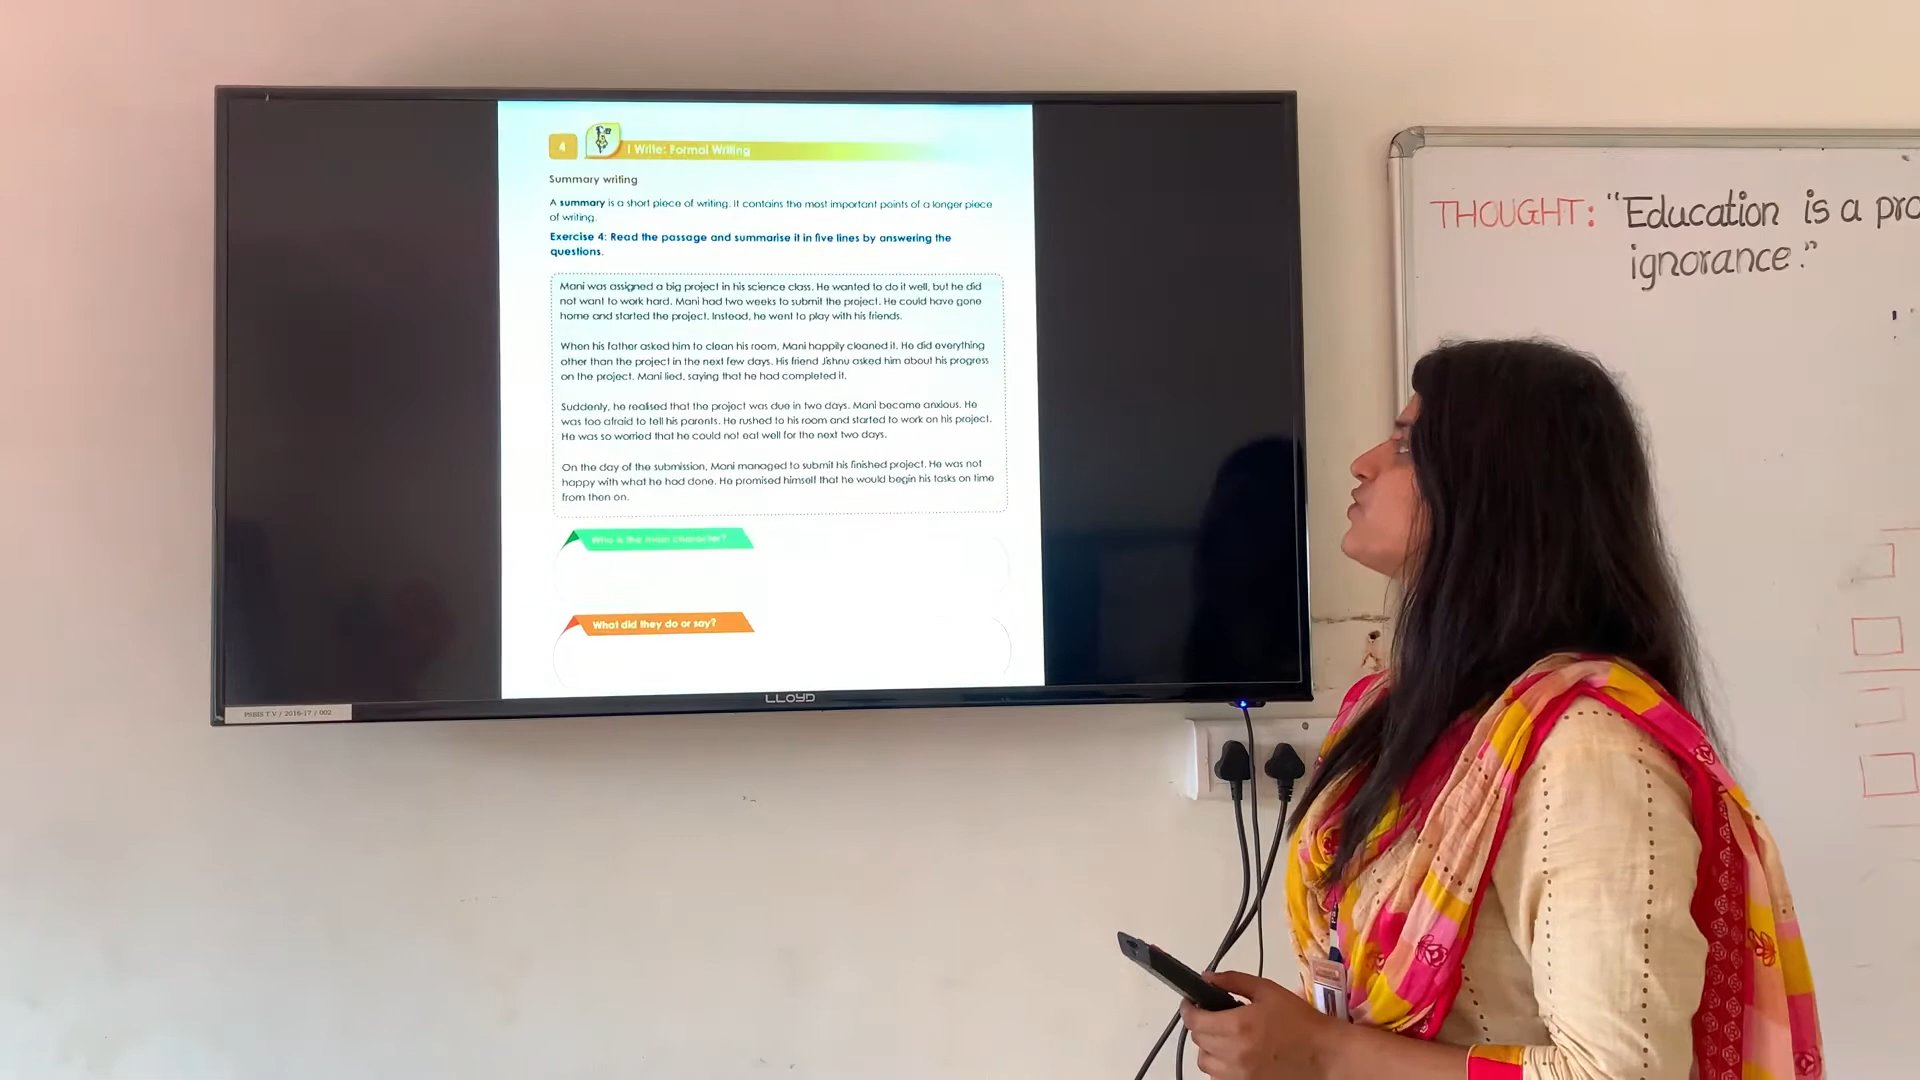 4
I Write: Formal Writing
Summary writing
A summary is a short piece of writing. It contains the most important points of a longer piece
of writing.
Exercise 4: Read the passage and summarise it in five lines by answering the
questions.
Mani was assigned a big project in his science class. He wanted to do it well, but he did
not want to work hard. Mani had two weeks to submit the project. He could have gone
home and started the project. Instead, he went to play with his friends.
When his father asked him to clean his room, Mani happily cleaned it. He did everything
other than the project in the next few days. His friend Jishnu asked him about his progress
on the project. Mani lied, saying that he had completed it.
Suddenly, he realised that the project was due in two days. Mani became anxious. He
was too afraid to tell his parents. He rushed to his room and started to work on his project.
He was so worried that he could not eat well for the next two days.
On the day of the submission, Mani managed to submit his finished project. He was not
happy with what he had done. He promised himself that he would begin his tasks on time
from then on.
Who is the main character?
What did they do or say?
LLOYD
PSBIS T.V / 2016-17 / 002
THOUGHT: "Education is a pro
ignorance."